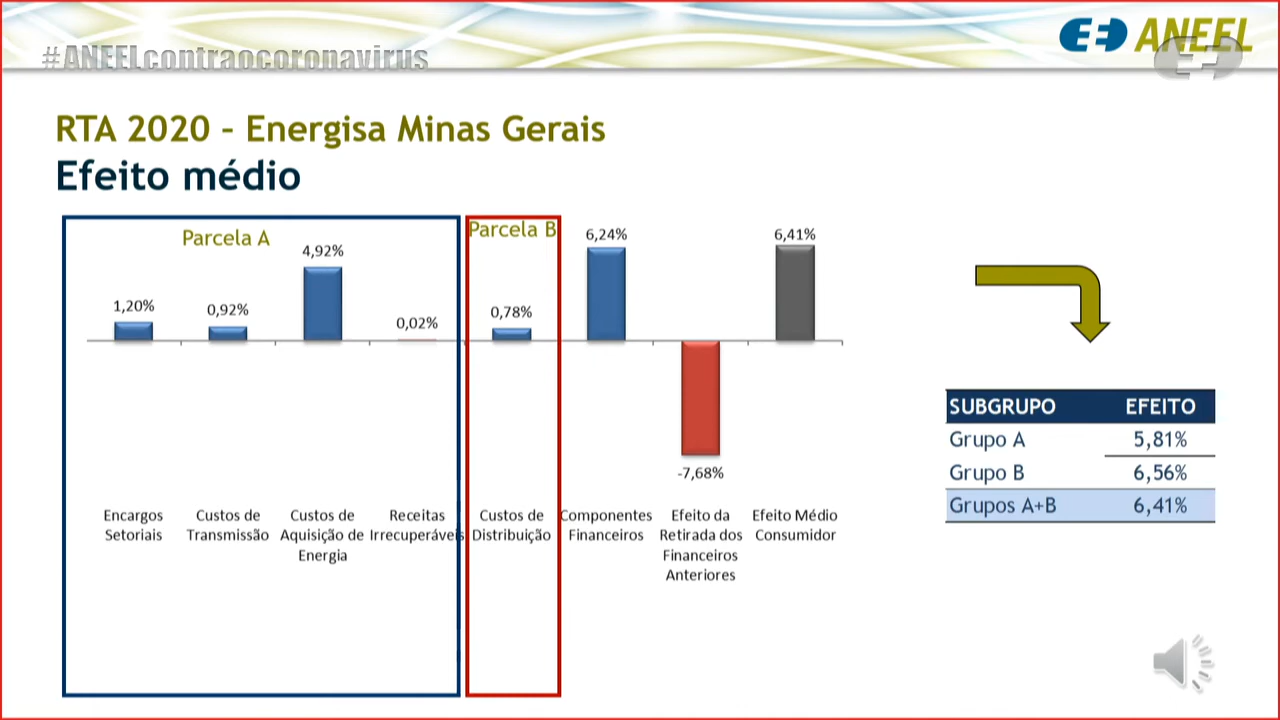 #ANEELcontraocoronavirus
ANEEL
RTA 2020 – Energisa Minas Gerais
Efeito médio
Parcela A
Parcela B
1,20%
0,92%
4,92%
0,02%
0,78%
6,24%
-7,68%
6,41%
Encargos
Setoriais
Custos de
Transmissão
Custos de
Aquisição de
Energia
Receitas
Irrecuperáveis
Custos de
Distribuição
Componentes
Financeiros
Efeito da
Retirada dos
Financeiros
Anteriores
Efeito Médio
Consumidor
SUBGRUPO EFEITO
Grupo A 5,81%
Grupo B 6,56%
Grupos A+B 6,41%